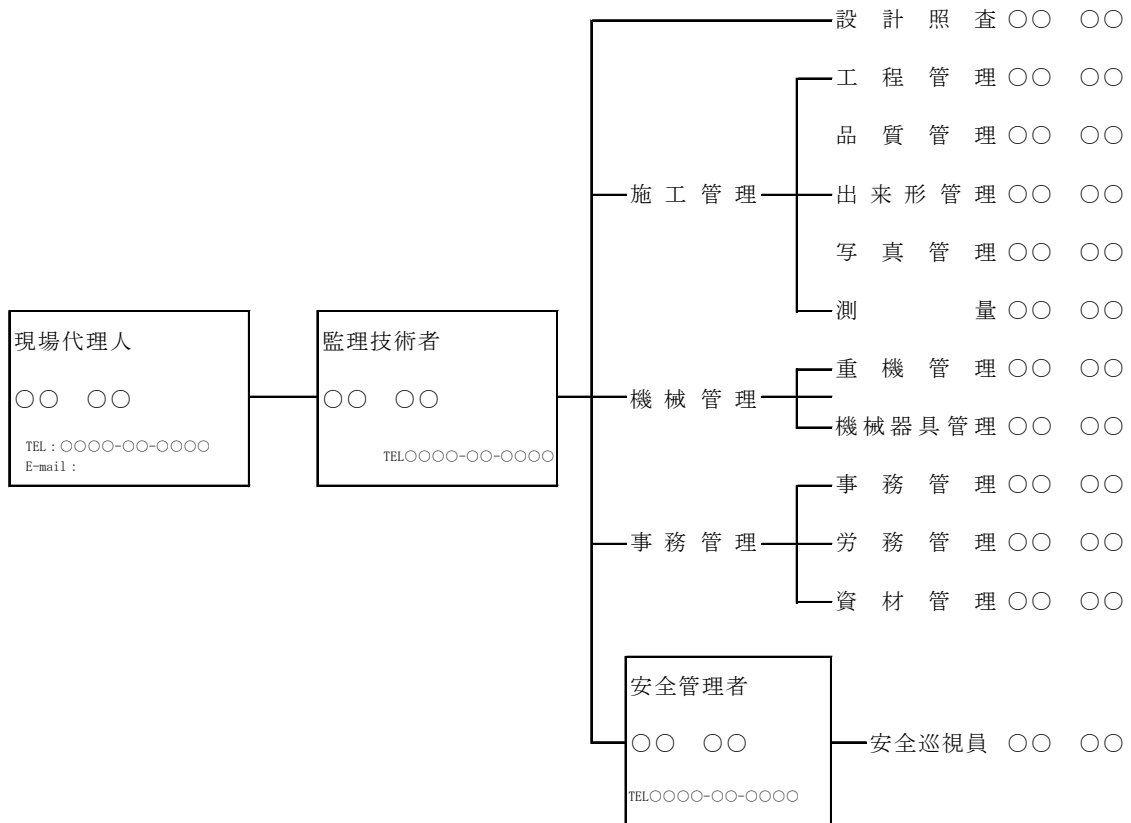 設計照査 ○○ ○○
工程管理 ○○ ○○
品質管理 ○○ ○○
施工管理
出来形管理 ○○ ○○
写真管理 ○○ ○○
測量 ○○ ○○
現場代理人
○○ ○○
TEL：○○○○-○○-○○○○
E-mail：
監理技術者
○○ ○○
TEL○○○○-○○-○○○○
機械管理
重機管理 ○○ ○○
機械器具管理 ○○ ○○
事務管理
事務管理 ○○ ○○
労務管理 ○○ ○○
資材管理 ○○ ○○
安全管理者
○○ ○○
TEL○○○○-○○-○○○○
安全巡視員 ○○ ○○